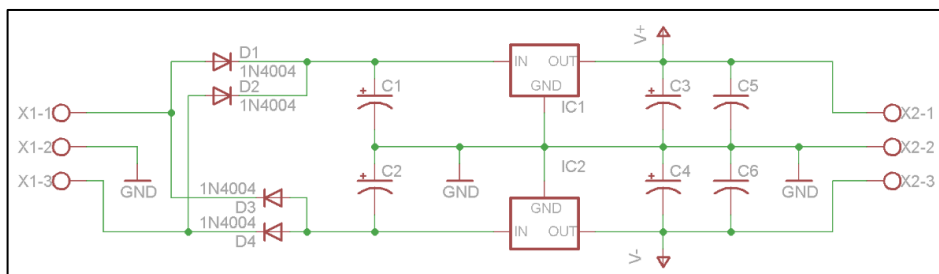 V+
D1
1N4004
D2
1N4004
IN OUT
GND
C1
C3
C5
IC1
X1-1
X2-1
X1-2
X2-2
GND
GND
GND
IC2
C2
C4
C6
X1-3
X2-3
1N4004
D3
1N4004
D4
GND
IN OUT
V-